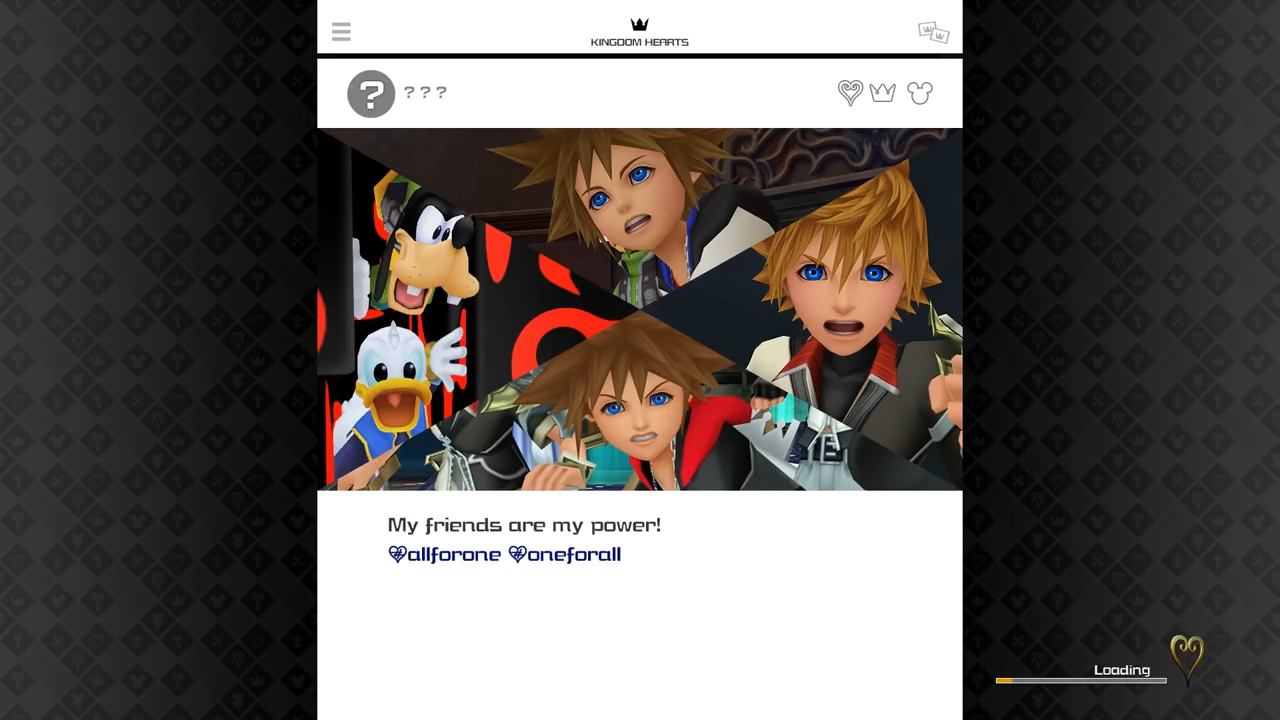 KINGDOM HEARTS
?
? ? ?
My friends are my power!
#allforone #oneforall
Loading